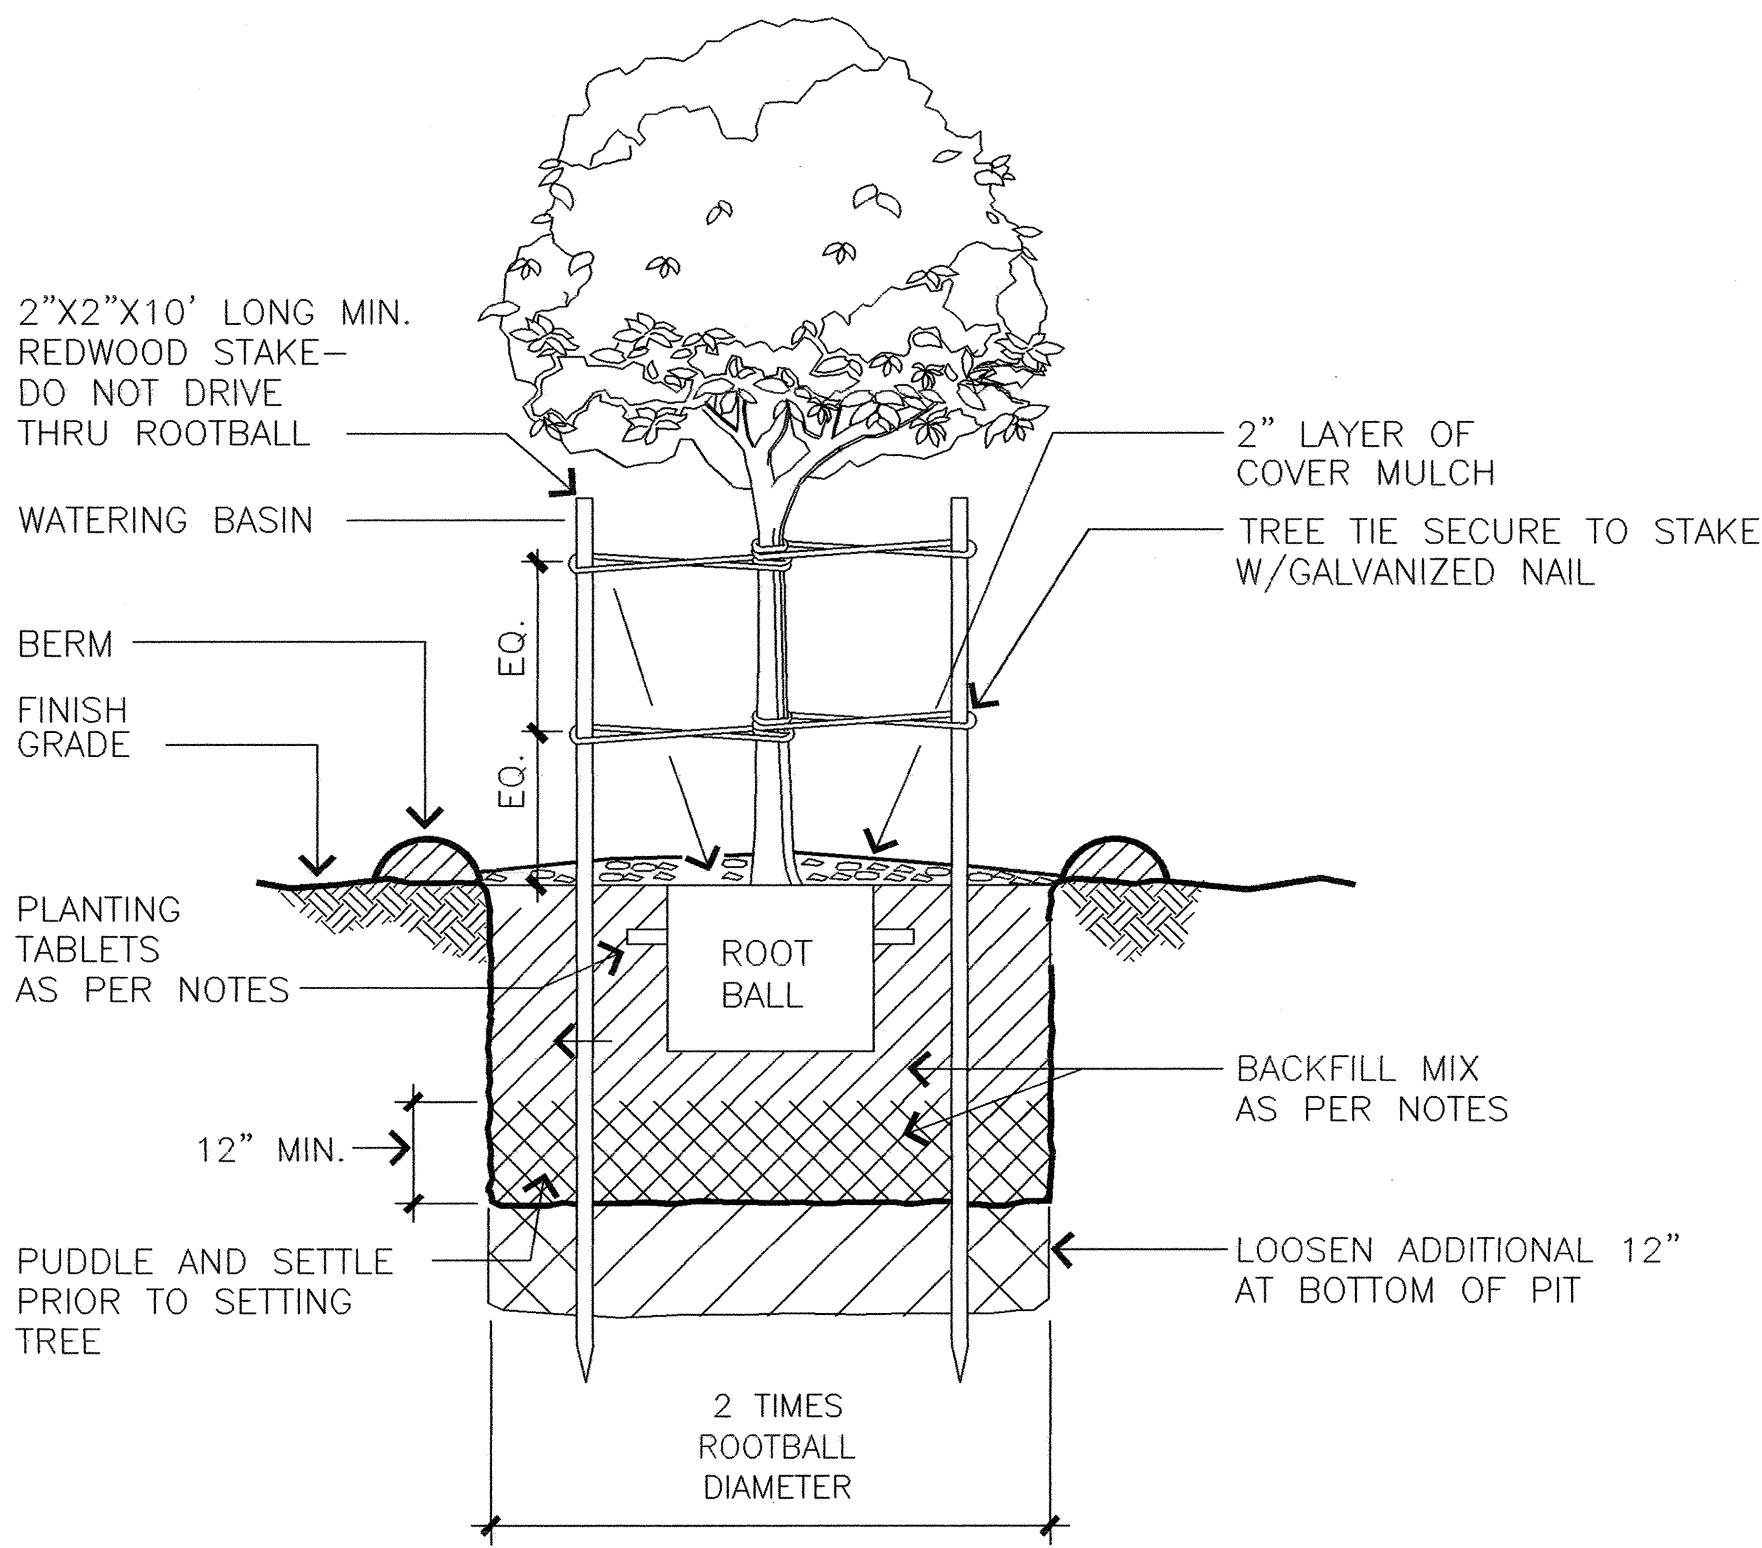 2"X2"X10' LONG MIN.
REDWOOD STAKE-
DO NOT DRIVE
THRU ROOTBALL
WATERING BASIN
BERM
FINISH
GRADE
EQ.
EQ.
2" LAYER OF
COVER MULCH
TREE TIE SECURE TO STAKE
W/GALVANIZED NAIL
PLANTING
TABLETS
AS PER NOTES
ROOT
BALL
BACKFILL MIX
AS PER NOTES
12" MIN.
PUDDLE AND SETTLE
PRIOR TO SETTING
TREE
LOOSEN ADDITIONAL 12"
AT BOTTOM OF PIT
2 TIMES
ROOTBALL
DIAMETER